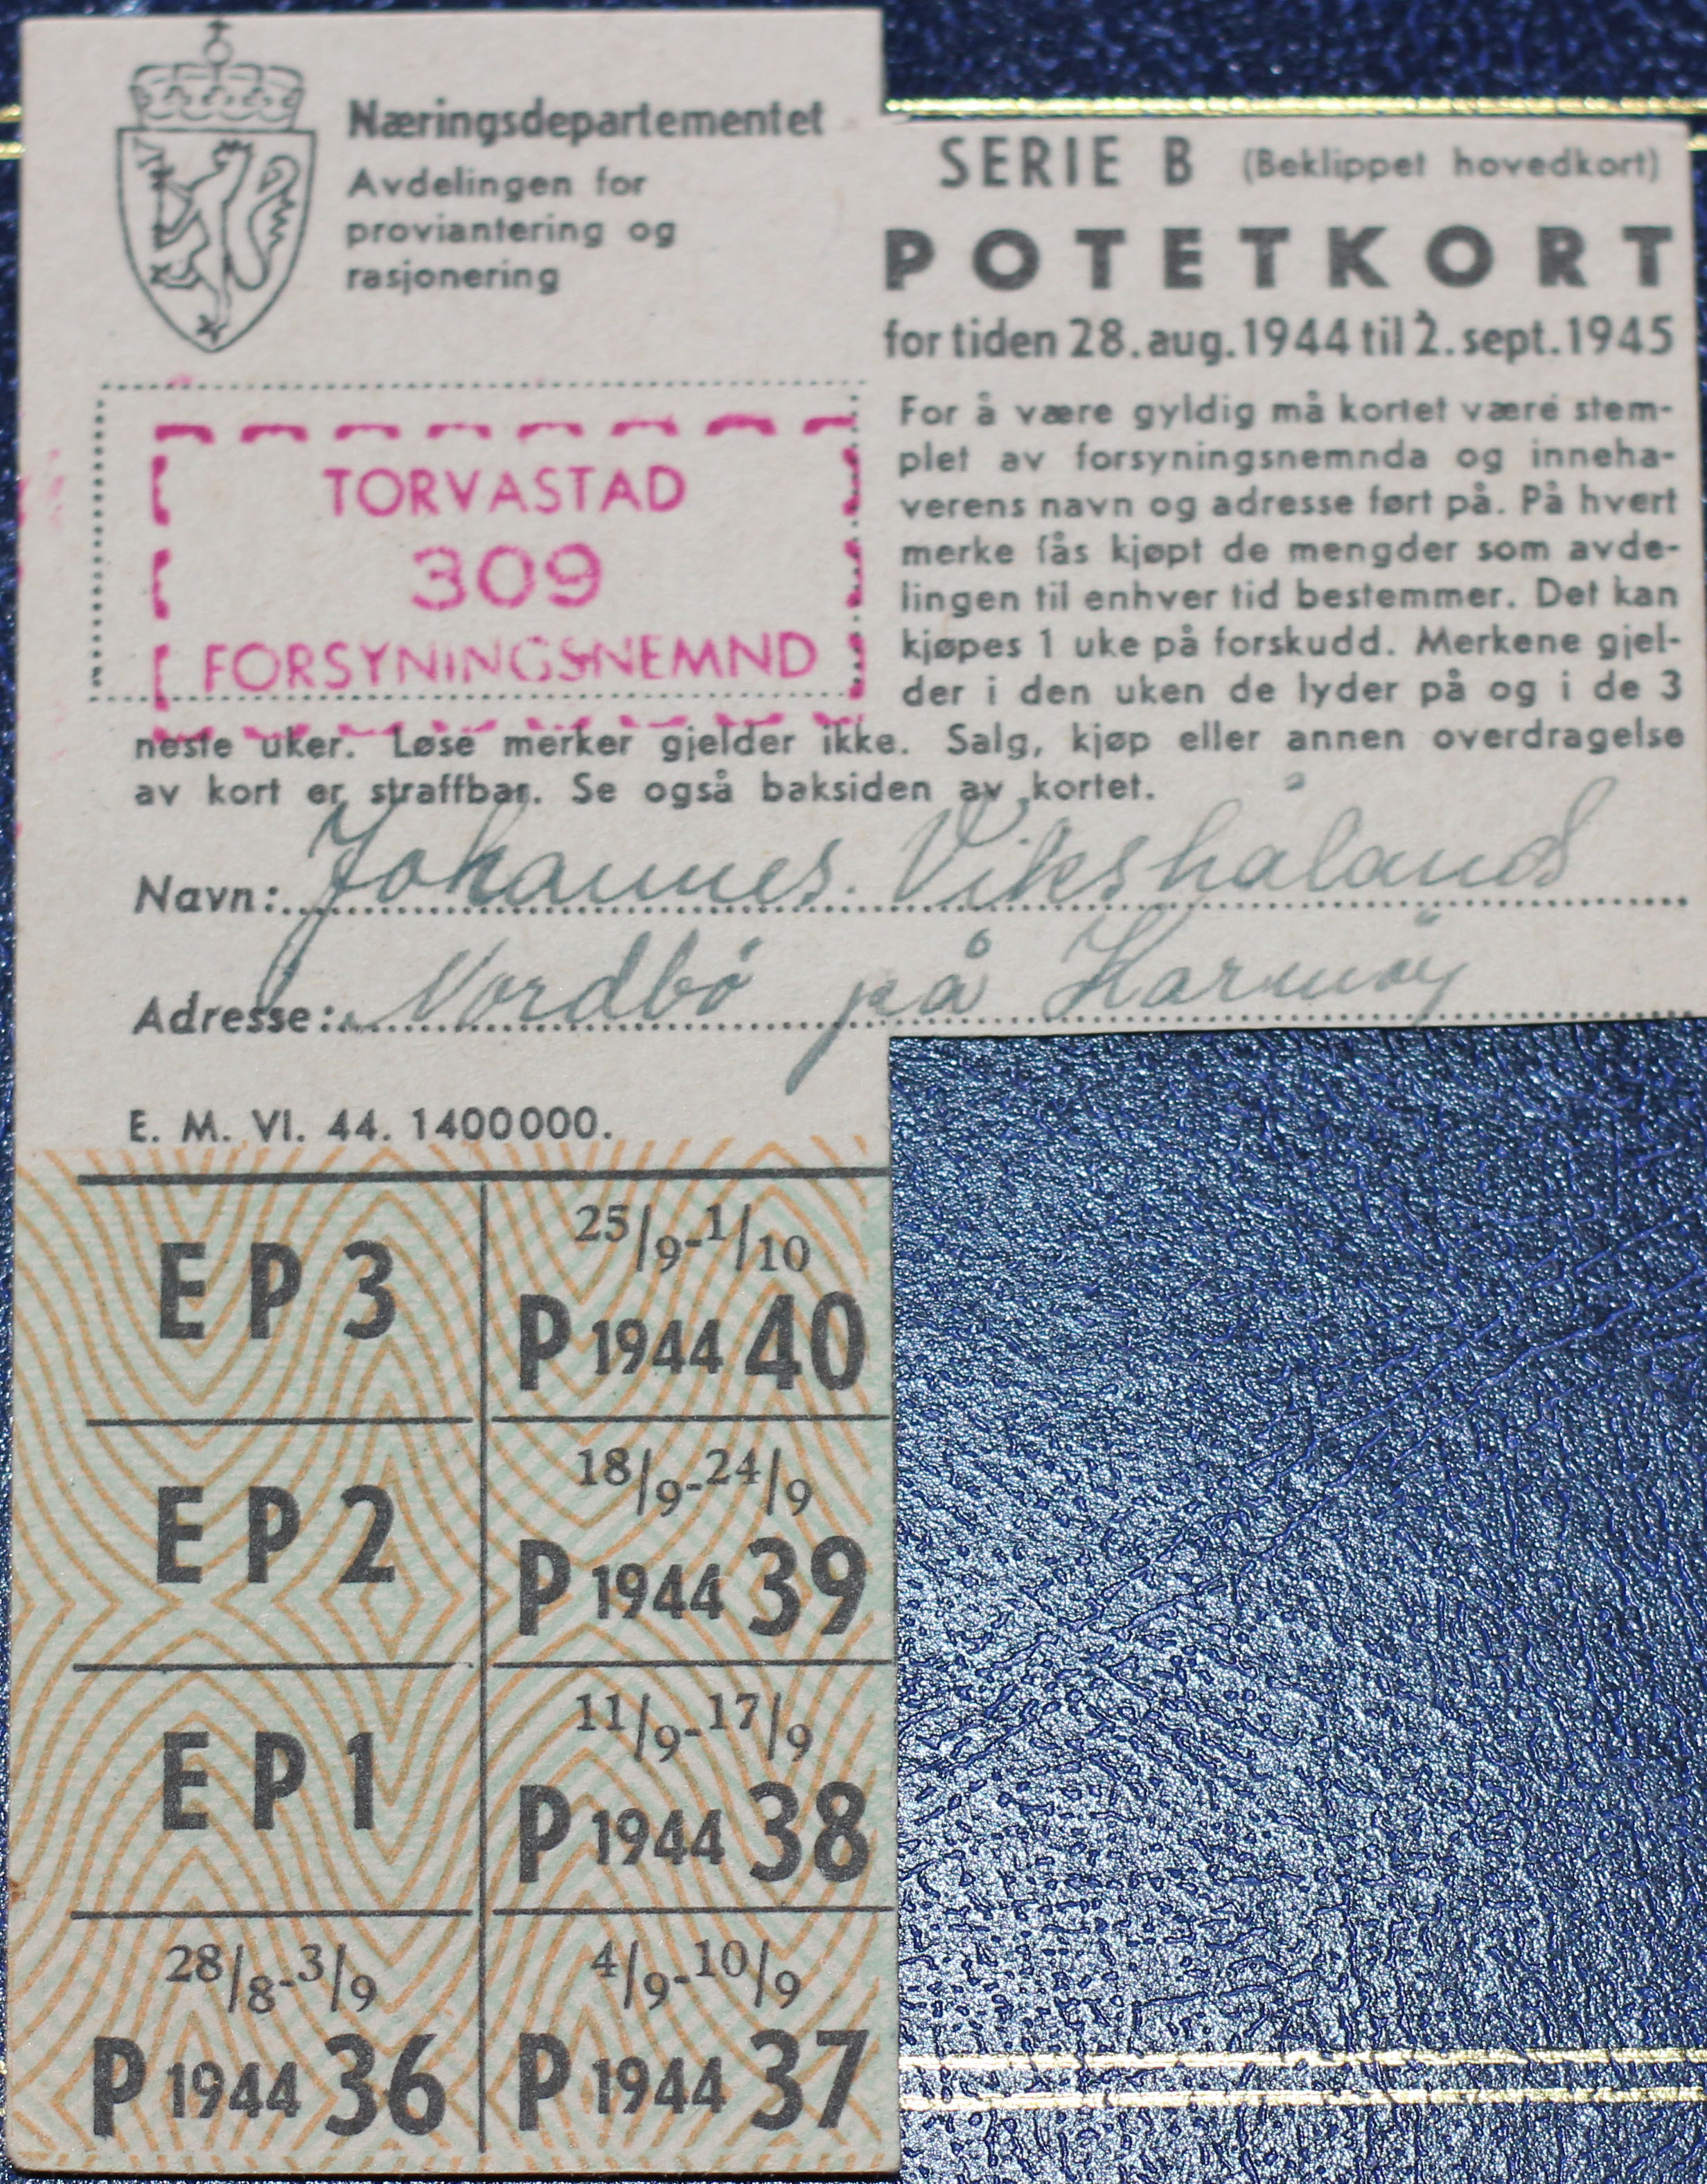 Næringsdepartementet
Avdelingen for
proviantering og
rasjonering
SERIE B (Beklippet hovedkort)
POTETKORT
for tiden 28. aug. 1944 til 2. sept. 1945
TORVASTAD
309
FORSYNINGSNEMND
For å være gyldig må kortet være stem-
plet av forsyningsnemnda og inneha-
verens navn og adresse ført på. På hvert
merke fås kjøpt de mengder som avde-
lingen til enhver tid bestemmer. Det kan
kjøpes 1 uke på forskudd. Merkene gjel-
der i den uken de lyder på og i de 3
neste uker. Løse merker gjelder ikke. Salg, kjøp eller annen overdragelse
av kort er straffbar. Se også baksiden av kortet.
Navn: Johannes Vikshåland
Adresse: Nordbö på Karmöy
E. M. VI. 44. 1400000.
EP 3
25/9-1/10
P 1944 40
EP 2
18/9-24/9
P 1944 39
EP 1
11/9-17/9
P 1944 38
28/8-3/9
P 1944 36
4/9-10/9
P 1944 37